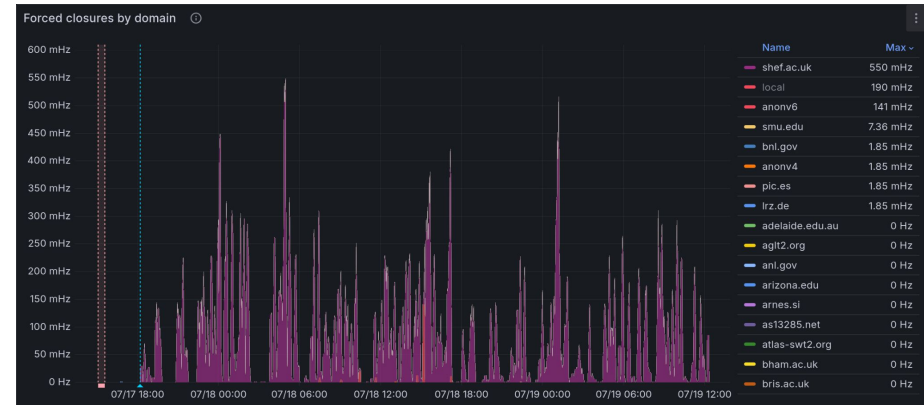 Forced closures by domain
600 mHz
550 mHz
500 mHz
450 mHz
400 mHz
350 mHz
300 mHz
250 mHz
200 mHz
150 mHz
100 mHz
50 mHz
0 Hz
07/17 18:00 07/18 00:00 07/18 06:00 07/18 12:00 07/18 18:00 07/19 00:00 07/19 06:00 07/19 12:00
Name Max
shef.ac.uk 550 mHz
local 190 mHz
anonv6 141 mHz
smu.edu 7.36 mHz
bnl.gov 1.85 mHz
anonv4 1.85 mHz
pic.es 1.85 mHz
lrz.de 1.85 mHz
adelaide.edu.au 0 Hz
aglt2.org 0 Hz
anl.gov 0 Hz
arizona.edu 0 Hz
arnes.si 0 Hz
as13285.net 0 Hz
atlas-swt2.org 0 Hz
bham.ac.uk 0 Hz
bris.ac.uk 0 Hz